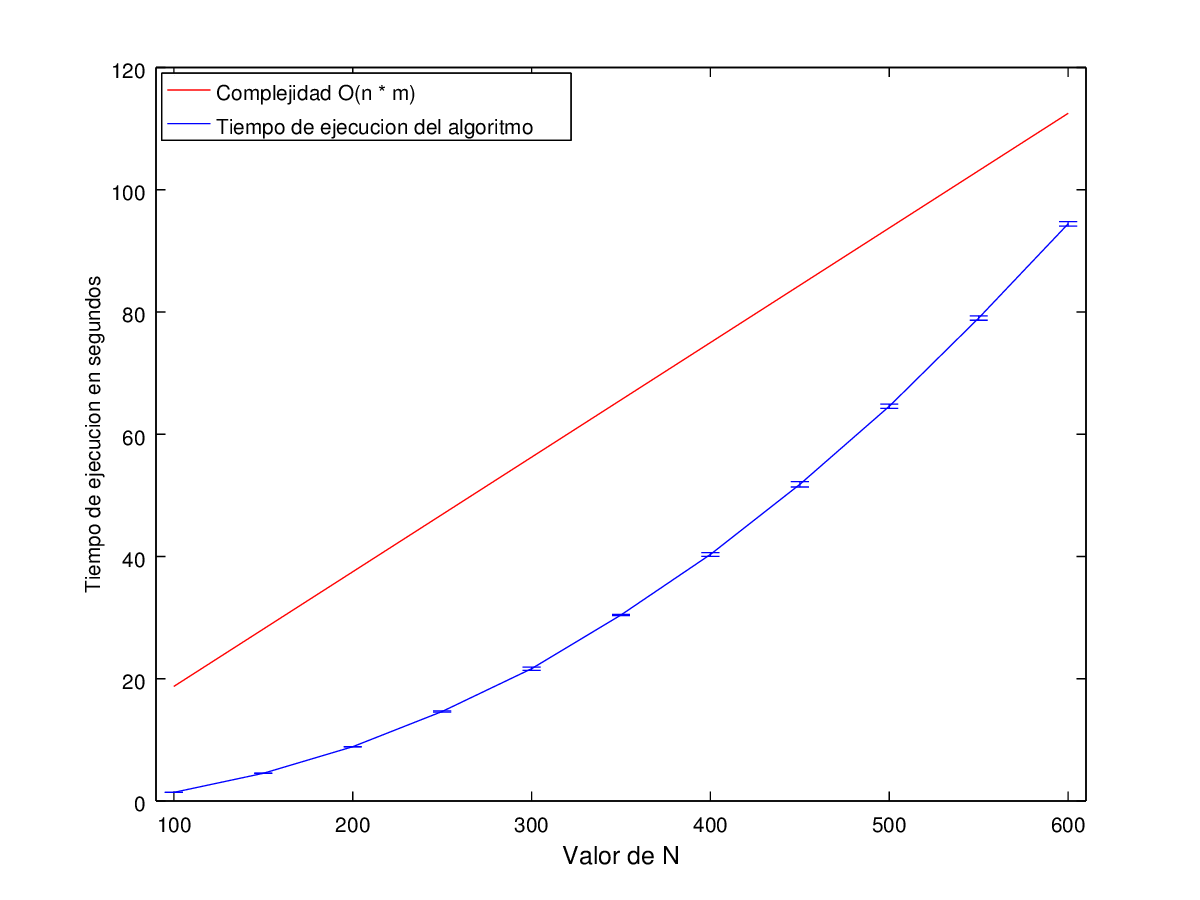 Complejidad O(n * m)
Tiempo de ejecucion del algoritmo
Tiempo de ejecucion en segundos
120
100
80
60
40
20
0
100 200 300 400 500 600
Valor de N